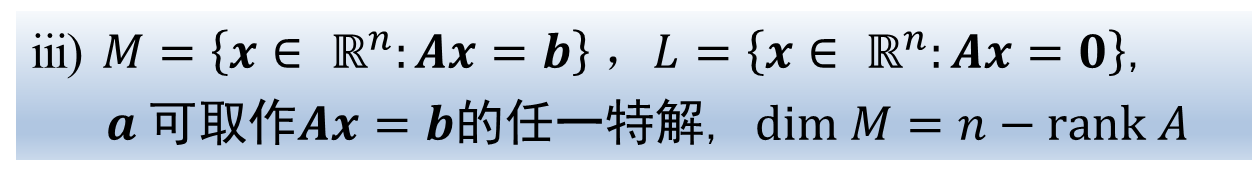 iii) M = {x ∈ ℝⁿ: Ax = b} ，L = {x ∈ ℝⁿ: Ax = 0},
a 可取作Ax = b的任一特解, dim M = n − rank A